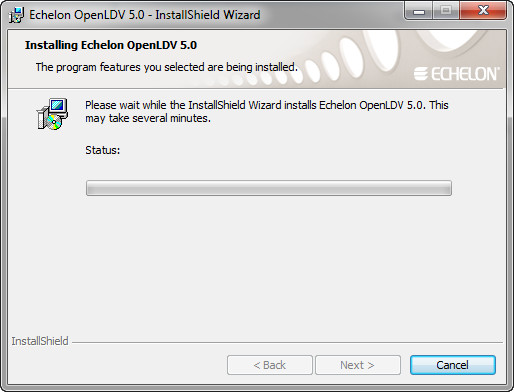 Echelon OpenLDV 5.0 - InstallShield Wizard
Installing Echelon OpenLDV 5.0
The program features you selected are being installed.
ECHELON
Please wait while the InstallShield Wizard installs Echelon OpenLDV 5.0. This
may take several minutes.
Status:
InstallShield
< Back
Next >
Cancel